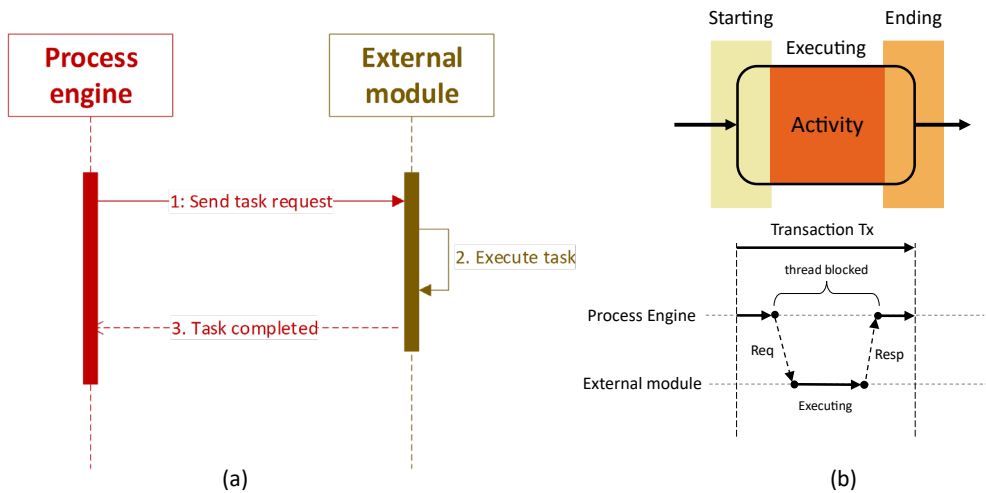 Process
engine
External
module
1: Send task request
2. Execute task
3. Task completed
(a)
Starting
Ending
Executing
Activity
Transaction Tx
thread blocked
Process Engine
Req
Resp
External module
Executing
(b)